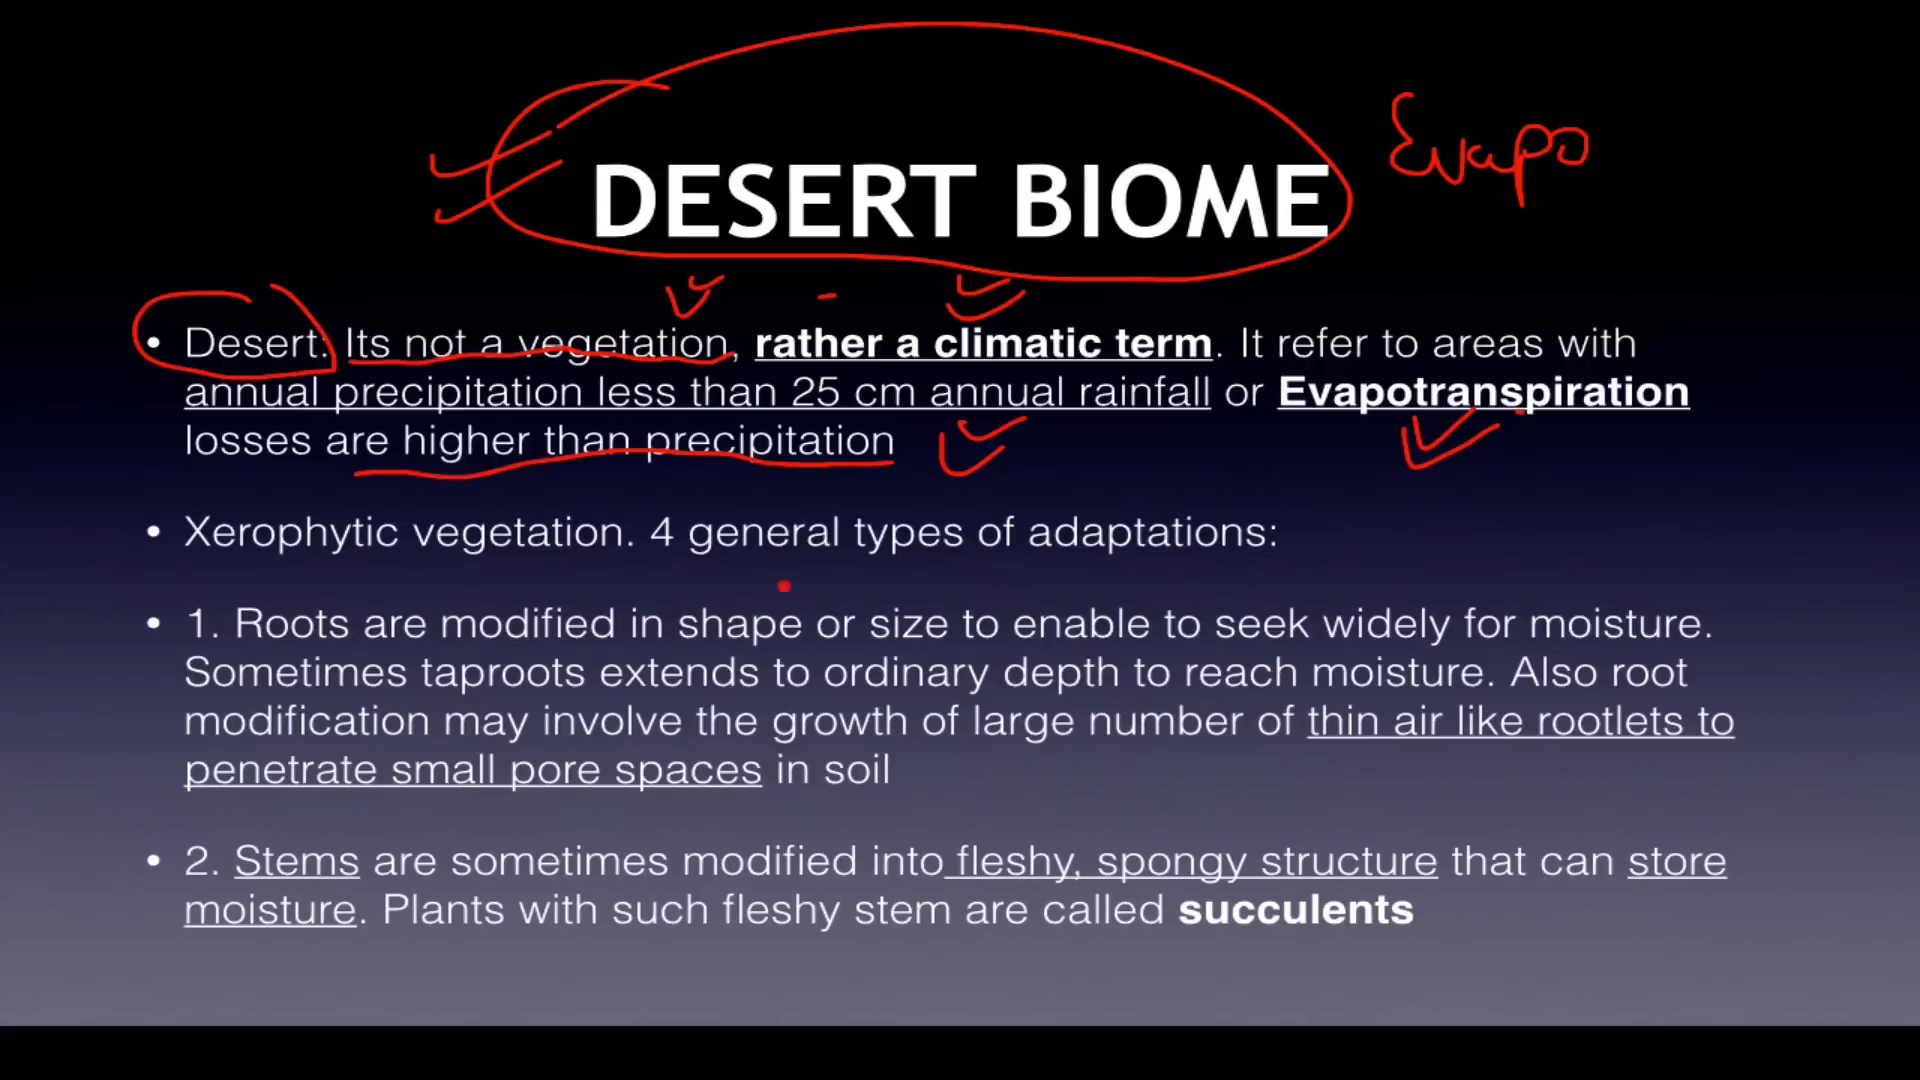 DESERT BIOME
Evapo
• Desert: Its not a vegetation, rather a climatic term. It refer to areas with
annual precipitation less than 25 cm annual rainfall or Evapotranspiration
losses are higher than precipitation
• Xerophytic vegetation. 4 general types of adaptations:
• 1. Roots are modified in shape or size to enable to seek widely for moisture.
Sometimes taproots extends to ordinary depth to reach moisture. Also root
modification may involve the growth of large number of thin air like rootlets to
penetrate small pore spaces in soil
• 2. Stems are sometimes modified into fleshy, spongy structure that can store
moisture. Plants with such fleshy stem are called succulents